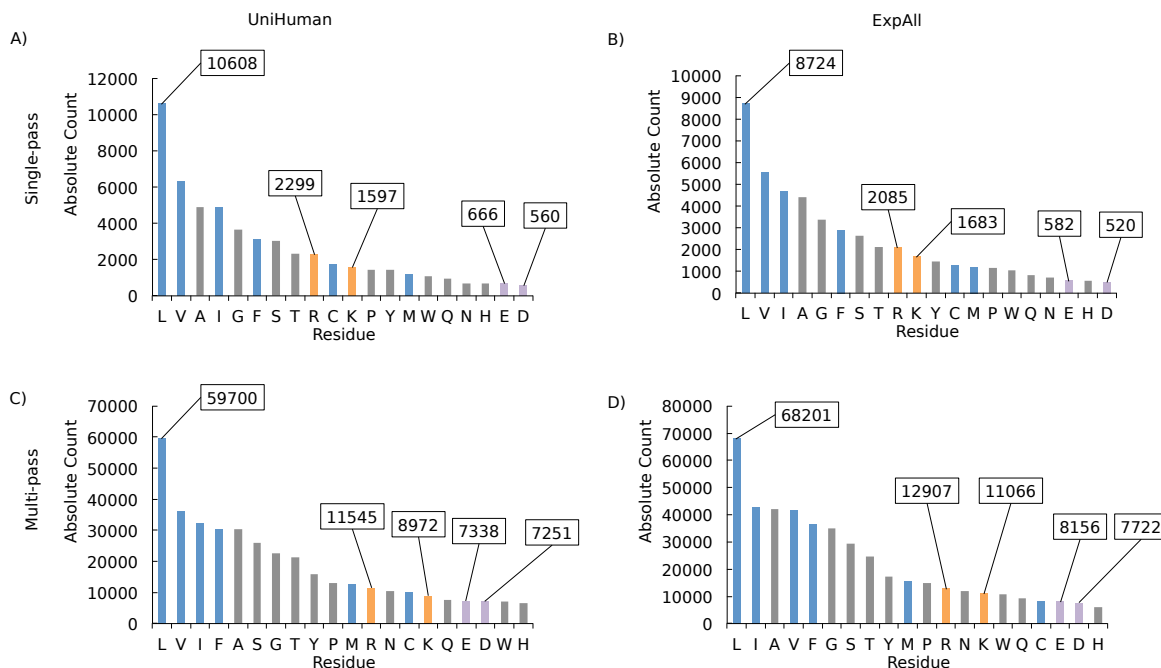 UniHuman
ExpAll
A)
Single-pass
Absolute Count
12000
10000
8000
6000
4000
2000
0
10608
2299
1597
666
560
L V A I G F S T R C K P Y M W Q N H E D
Residue
B)
Absolute Count
10000
9000
8000
7000
6000
5000
4000
3000
2000
1000
0
8724
2085
1683
582
520
L V I A G F S T R K Y C M P W Q N E H D
Residue
C)
Multi-pass
Absolute Count
70000
60000
50000
40000
30000
20000
10000
0
59700
11545
8972
7338
7251
L V I F A S G T Y P M R N C K Q E D W H
Residue
D)
Absolute Count
80000
70000
60000
50000
40000
30000
20000
10000
0
68201
12907
11066
8156
7722
L I A V F G S T Y M P R N K W Q C E D H
Residue